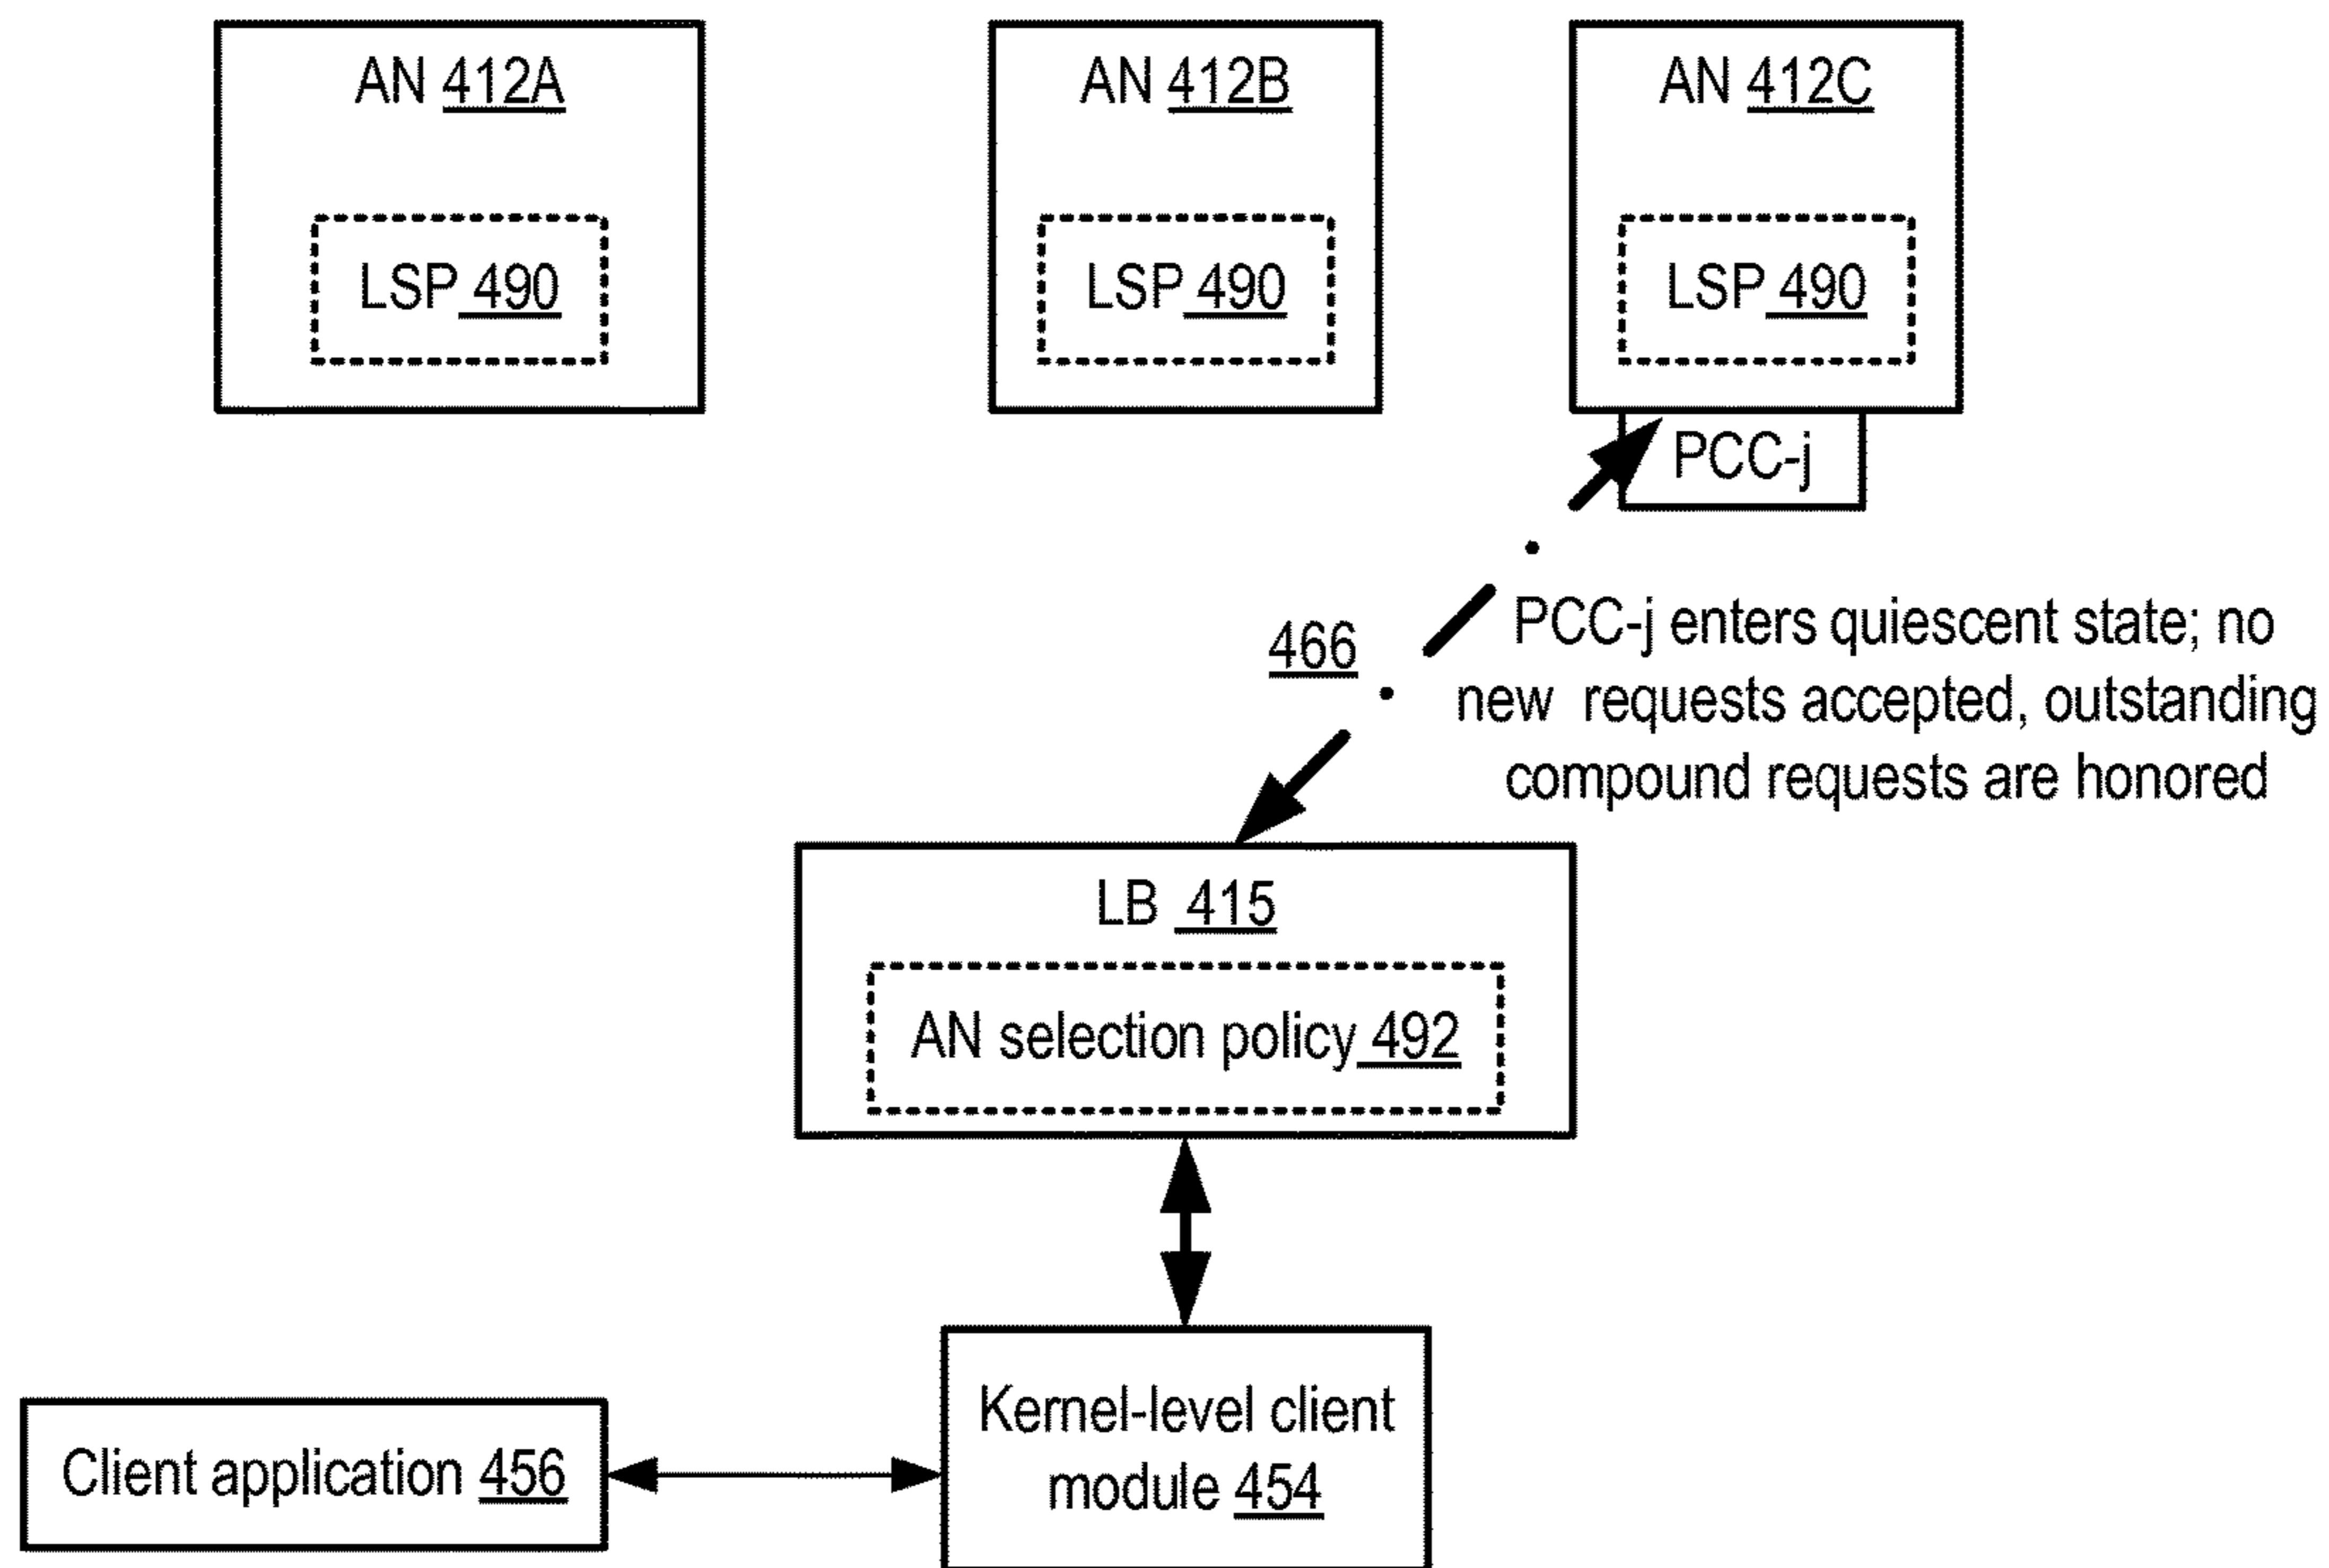 AN 412A
AN 412B
AN 412C
LSP 490
LSP 490
LSP 490
PCC-j
466
PCC-j enters quiescent state; no
new requests accepted, outstanding
compound requests are honored
LB 415
AN selection policy 492
Kernel-level client
module 454
Client application 456